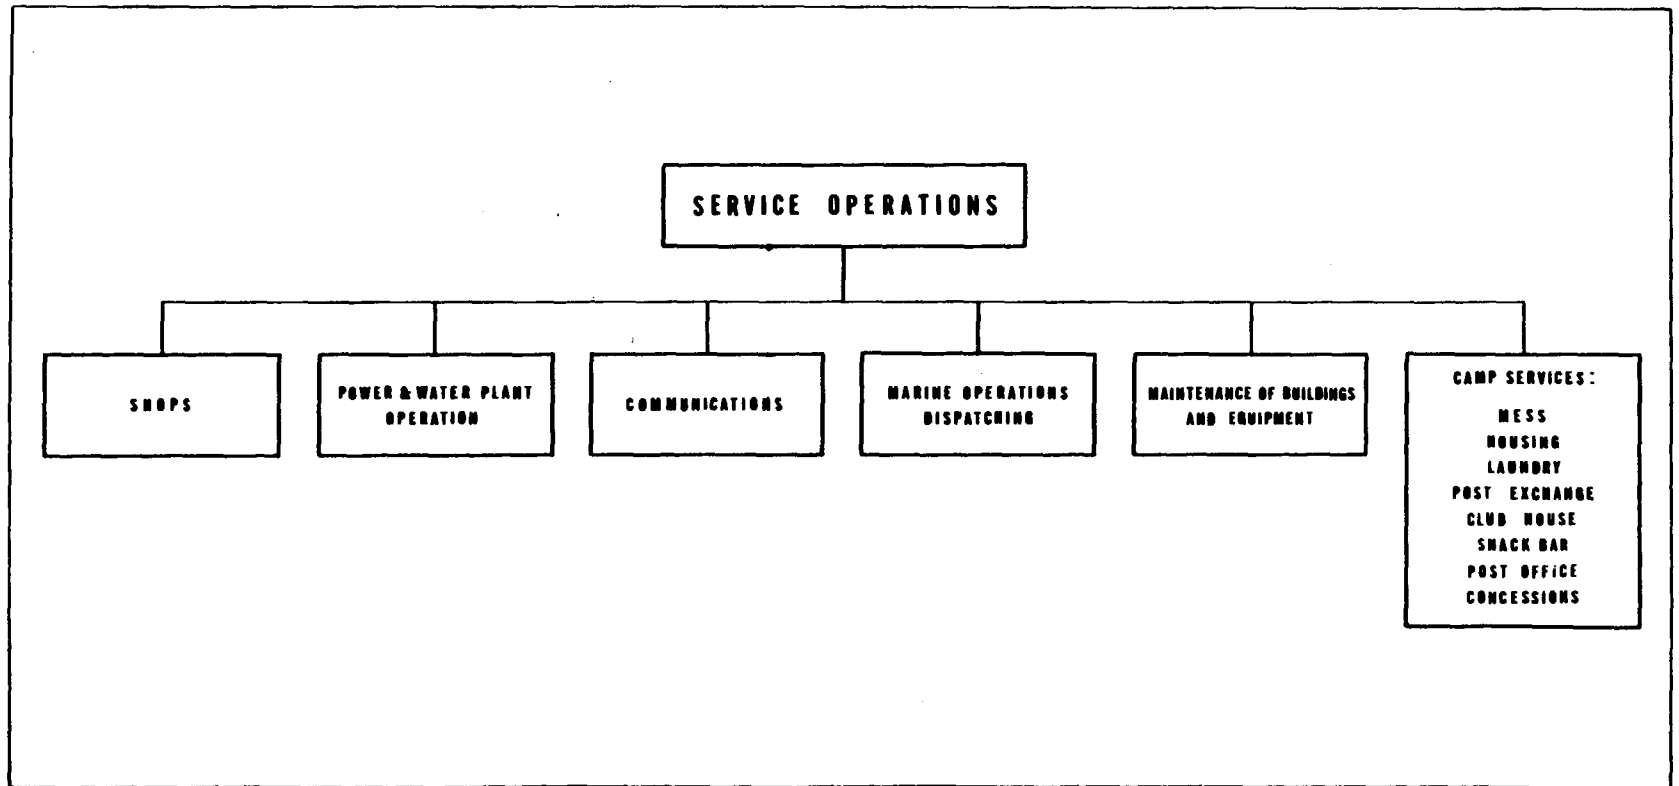 SERVICE OPERATIONS
SHOPS
POWER & WATER PLANT
OPERATION
COMMUNICATIONS
MARINE OPERATIONS
DISPATCHING
MAINTENANCE OF BUILDINGS
AND EQUIPMENT
CAMP SERVICES:
MESS
HOUSING
LAUNDRY
POST EXCHANGE
CLUB HOUSE
SNACK BAR
POST OFFiCE
CONCESSIONS